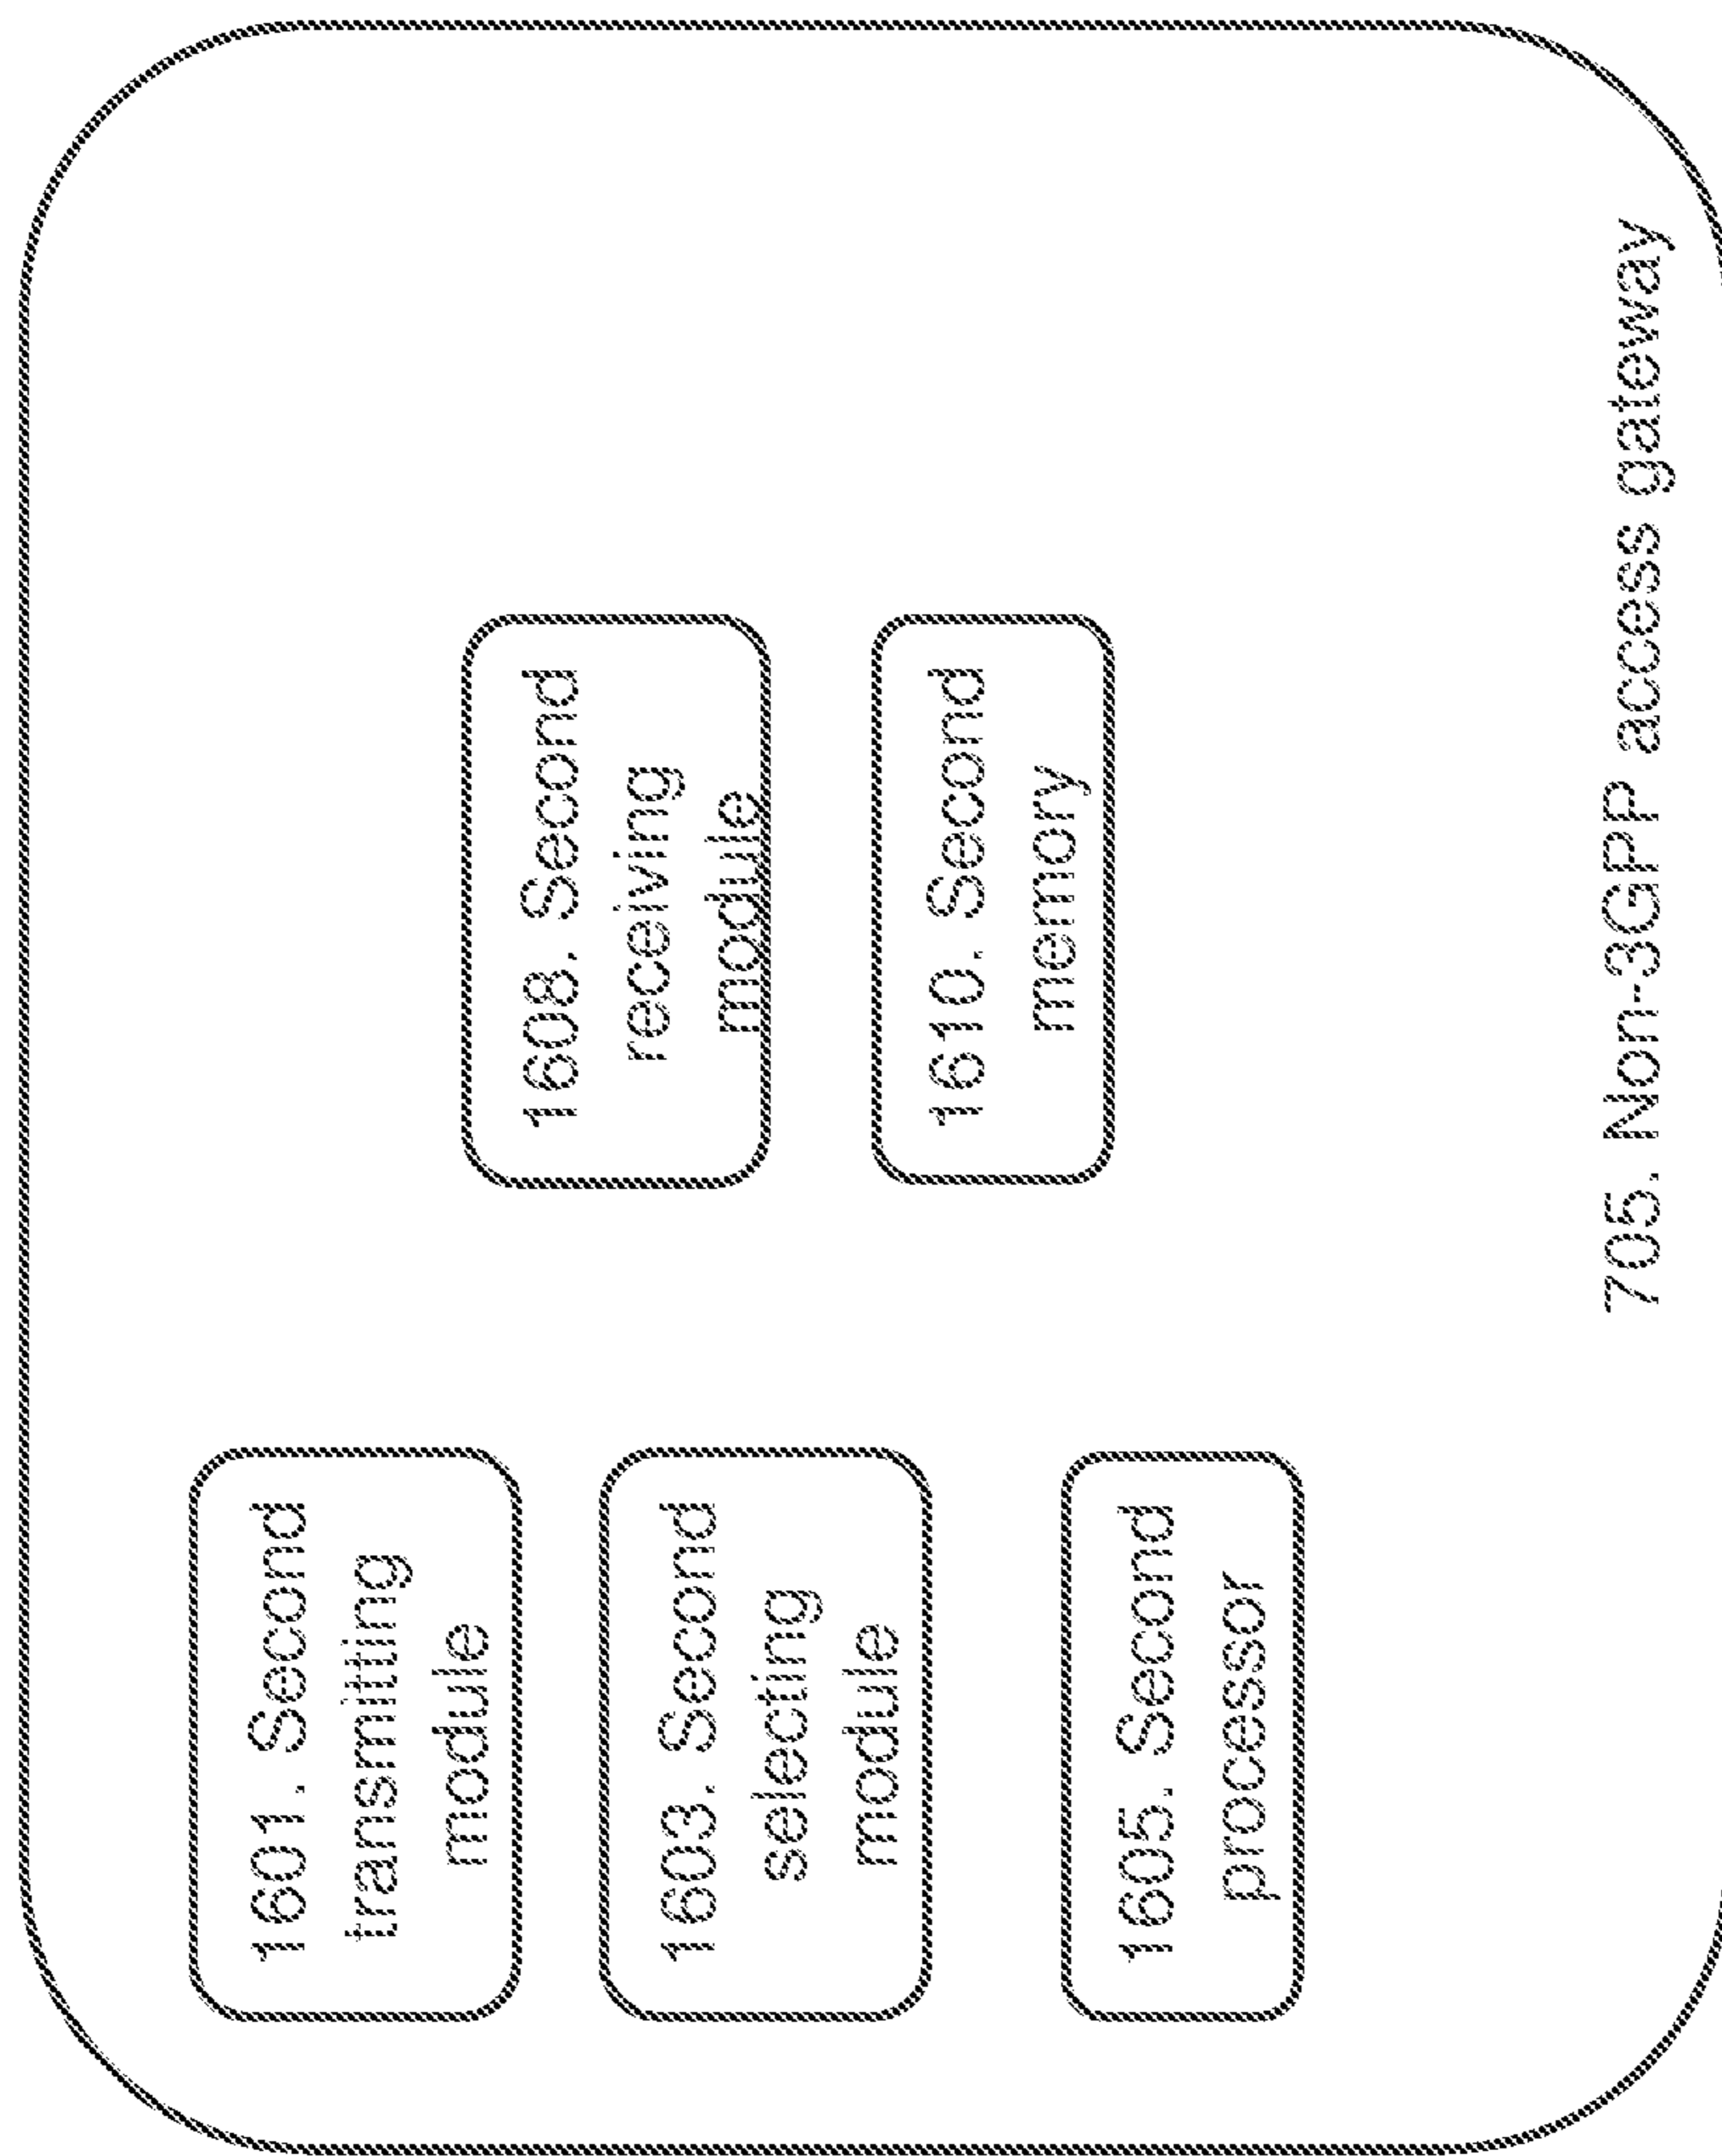 1601. Second
transmitting
module
1603. Second
selecting
module
1605. Second
processor
1608. Second
receiving
module
1610. Second
memory
705. Non-3GPP access gateway